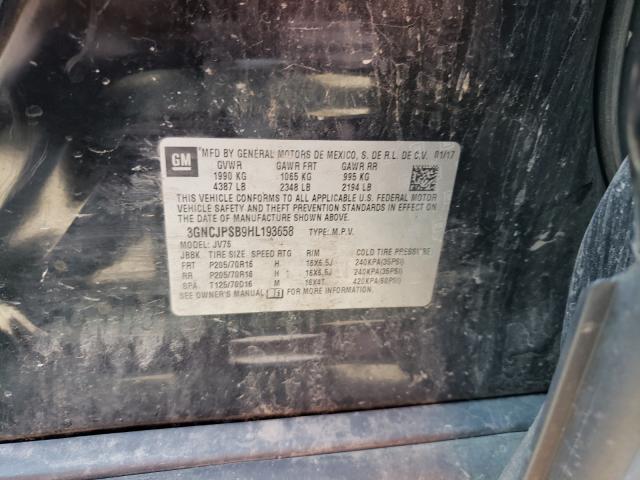 GM MFD BY GENERAL MOTORS DE MEXICO, S. DE R.L. DE C.V. 01/17
GVWR GAWR FRT GAWR RR
1990 KG 1065 KG 995 KG
4387 LB 2348 LB 2194 LB
THIS VEHICLE CONFORMS TO ALL APPLICABLE U.S. FEDERAL MOTOR
VEHICLE SAFETY AND THEFT PREVENTION STANDARDS IN EFFECT ON
THE DATE OF MANUFACTURE SHOWN ABOVE.
3GNCJPSB9HL193658 TYPE: M.P.V.
MODEL: JV76
JBBK TIRE SIZE SPEED RTG RIM COLD TIRE PRESSURE
FRT P205/70R16 H 16X6.5J 240KPA(35PSI)
RR P205/70R16 H 16X6.5J 240KPA(35PSI)
SPA T125/70D16 M 16X4T 420KPA(60PSI)
SEE OWNER'S MANUAL FOR MORE INFORMATION.